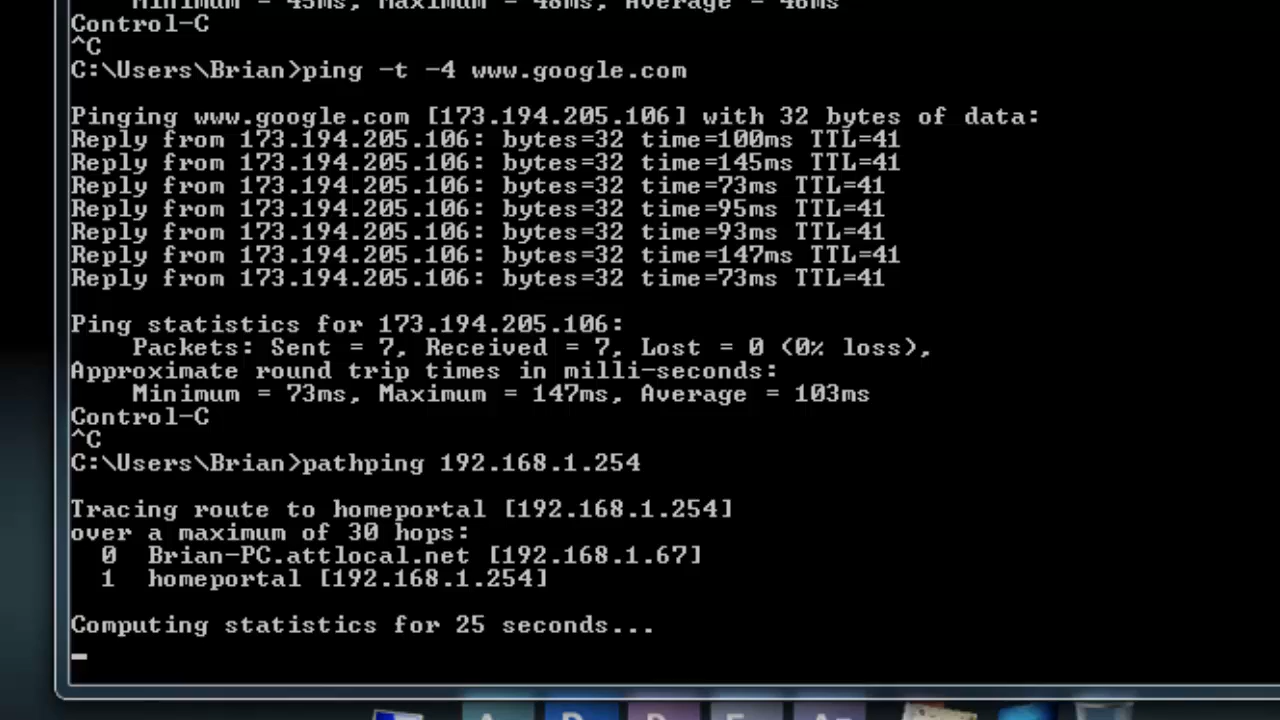 Minimum = 45ms, Maximum = 48ms, Average = 46ms
Control-C
^C
C:\Users\Brian>ping -t -4 www.google.com
Pinging www.google.com [173.194.205.106] with 32 bytes of data:
Reply from 173.194.205.106: bytes=32 time=100ms TTL=41
Reply from 173.194.205.106: bytes=32 time=145ms TTL=41
Reply from 173.194.205.106: bytes=32 time=73ms TTL=41
Reply from 173.194.205.106: bytes=32 time=95ms TTL=41
Reply from 173.194.205.106: bytes=32 time=93ms TTL=41
Reply from 173.194.205.106: bytes=32 time=147ms TTL=41
Reply from 173.194.205.106: bytes=32 time=73ms TTL=41
Ping statistics for 173.194.205.106:
Packets: Sent = 7, Received = 7, Lost = 0 (0% loss),
Approximate round trip times in milli-seconds:
Minimum = 73ms, Maximum = 147ms, Average = 103ms
Control-C
^C
C:\Users\Brian>pathping 192.168.1.254
Tracing route to homeportal [192.168.1.254]
over a maximum of 30 hops:
0 Brian-PC.attlocal.net [192.168.1.67]
1 homeportal [192.168.1.254]
Computing statistics for 25 seconds...